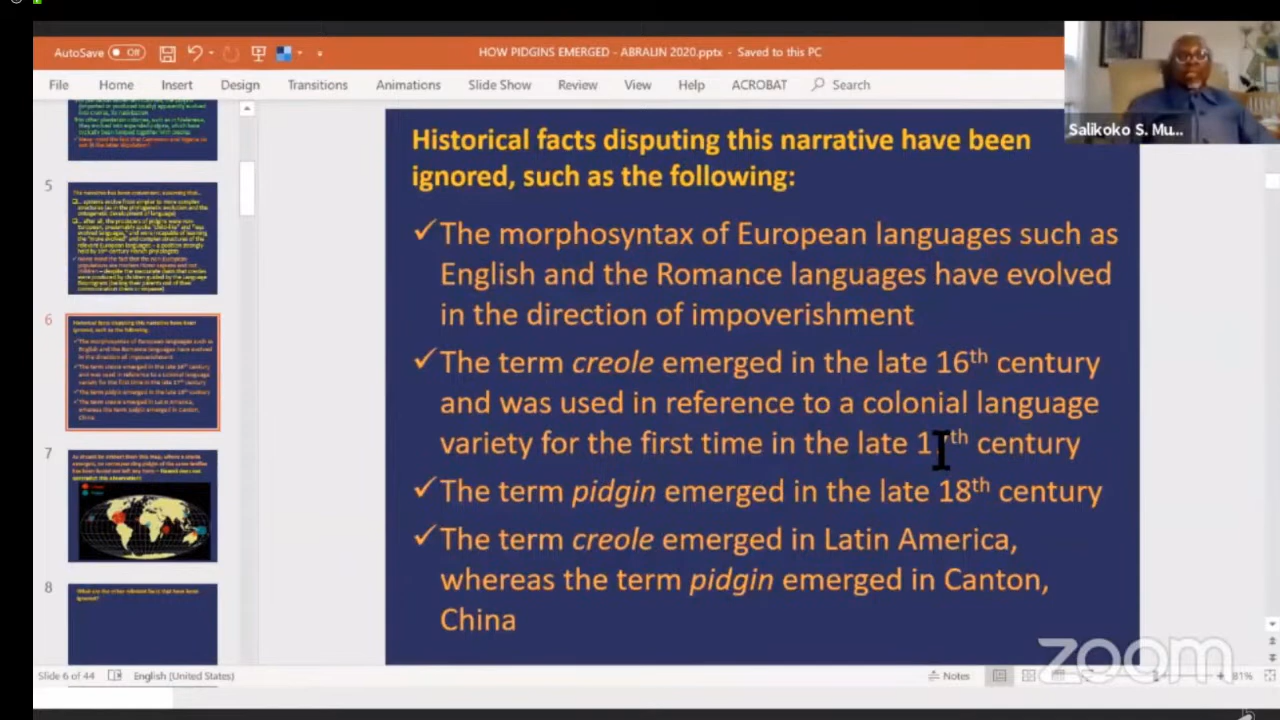 AutoSave Off
HOW PIDGINS EMERGED - ABRALIN 2020.pptx - Saved to this PC
File Home Insert Design Transitions Animations Slide Show Review View Help ACROBAT Search
Salikoko S. Mu...
Historical facts disputing this narrative have been
ignored, such as the following:
✓The morphosyntax of European languages such as
English and the Romance languages have evolved
in the direction of impoverishment
✓The term creole emerged in the late 16th century
and was used in reference to a colonial language
variety for the first time in the late 17th century
✓The term pidgin emerged in the late 18th century
✓The term creole emerged in Latin America,
whereas the term pidgin emerged in Canton,
China
5
6
7
8
zoom
Slide 6 of 44
English (United States)
Notes
81%